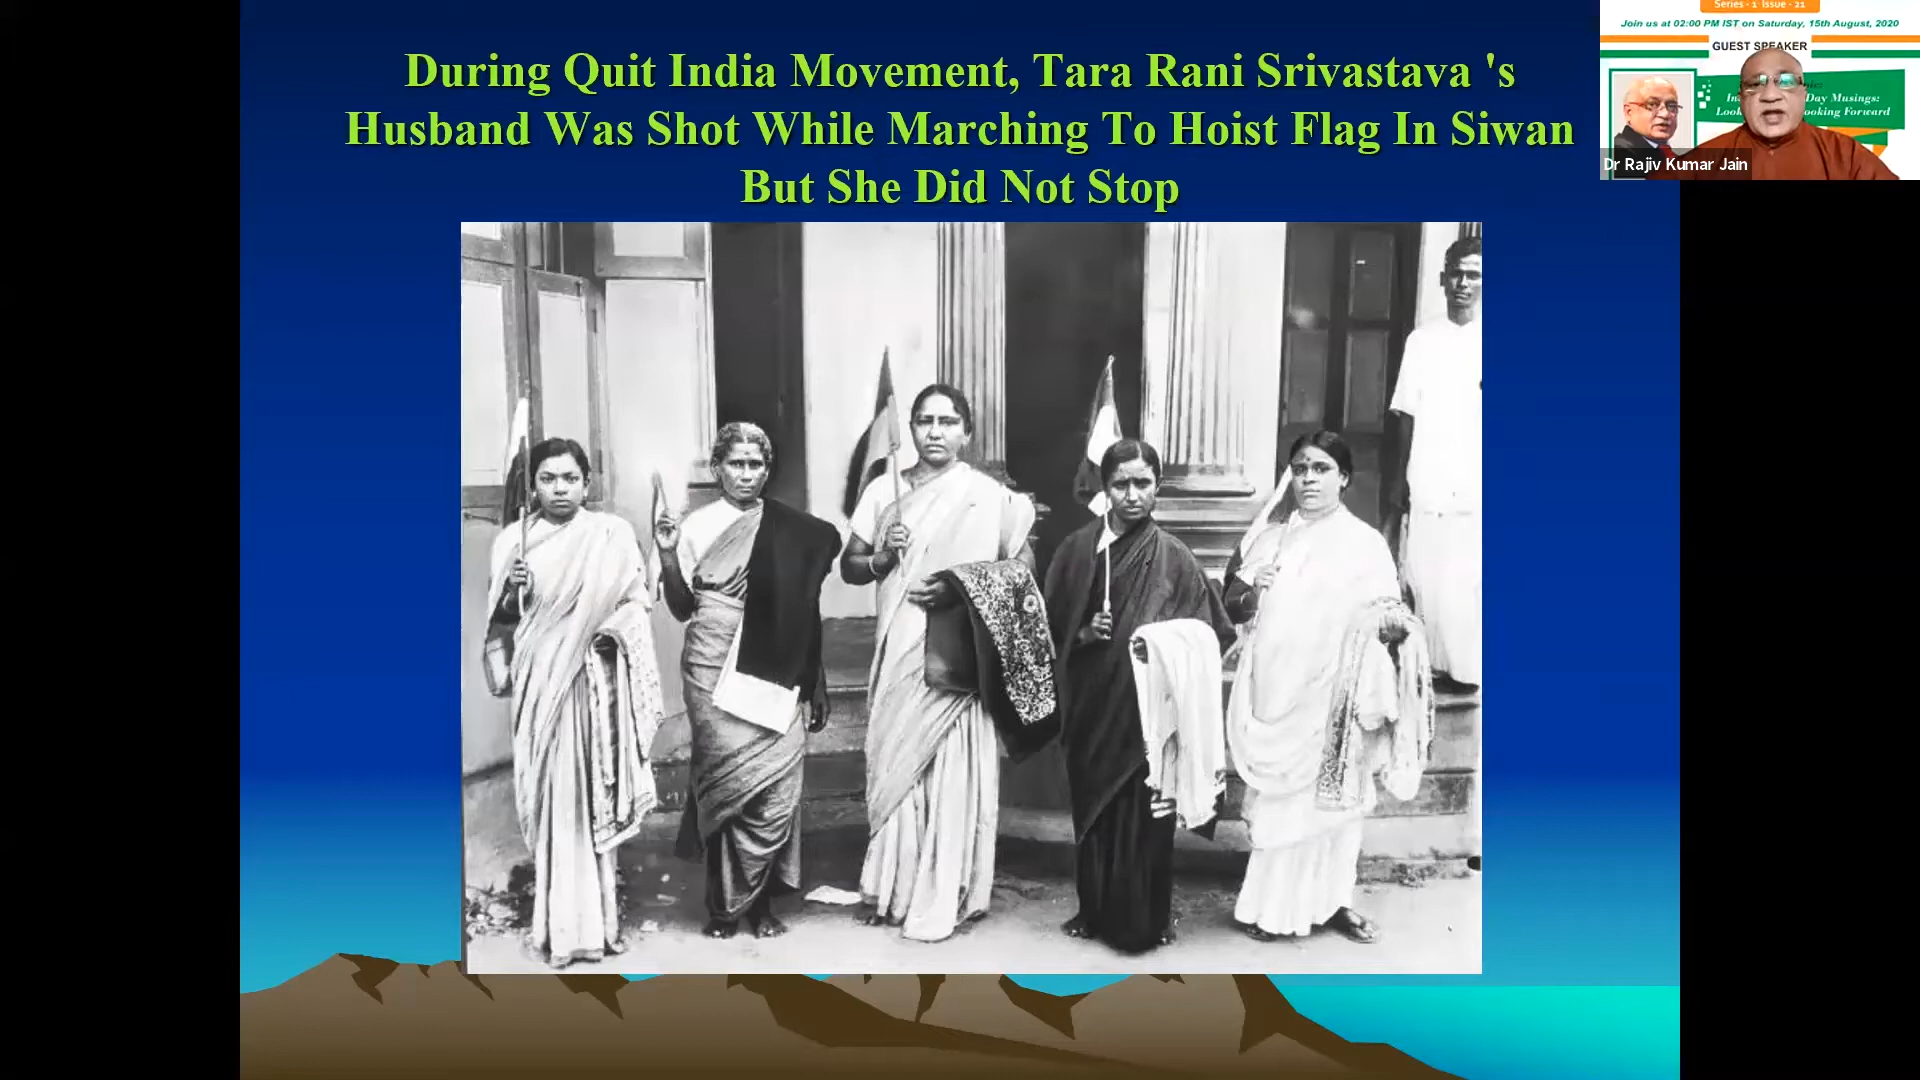 During Quit India Movement, Tara Rani Srivastava 's
Husband Was Shot While Marching To Hoist Flag In Siwan
But She Did Not Stop
Series - 1 Issue - 21
Join us at 02:00 PM IST on Saturday, 15th August, 2020
GUEST SPEAKER
Day Musings:
ooking Forward
Dr Rajiv Kumar Jain